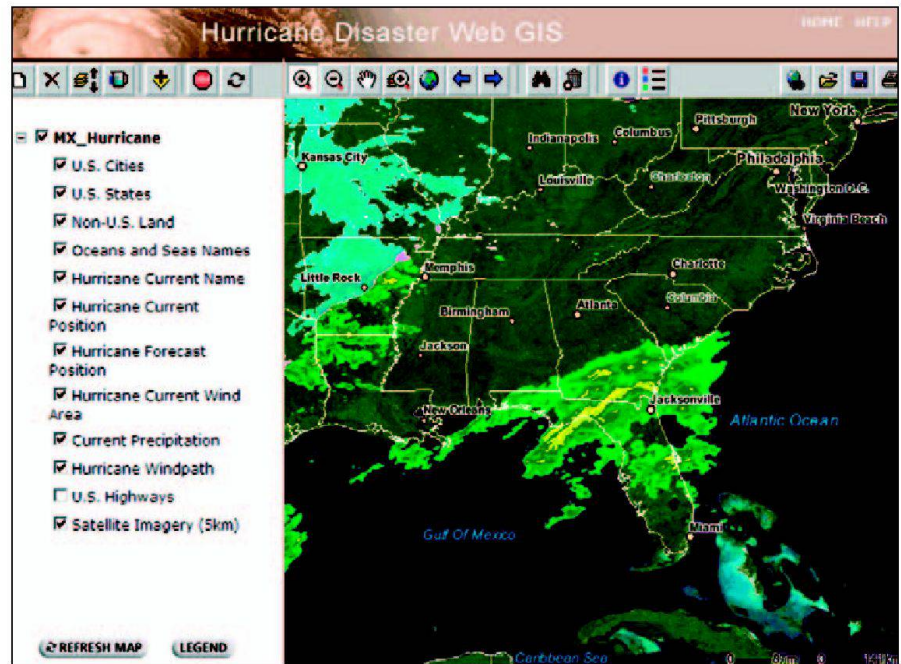 Hurricane Disaster Web GIS
HOME HELP
MX_Hurricane
U.S. Cities
U.S. States
Non-U.S. Land
Oceans and Seas Names
Hurricane Current Name
Hurricane Current
Position
Hurricane Forecast
Position
Hurricane Current Wind
Area
Current Precipitation
Hurricane Windpath
U.S. Highways
Satellite Imagery (5km)
REFRESH MAP
LEGEND
New York
Pittsburgh
Columbus
Indianapolis
Philadelphia
Kansas City
Charleston
Louisville
Washington D.C.
Virginia Beach
Charlotte
Memphis
Little Rock
Columbia
Atlanta
Birmingham
Jackson
Jacksonville
New Orleans
Atlantic Ocean
Gulf Of Mexico
Miami
Caribbean Sea